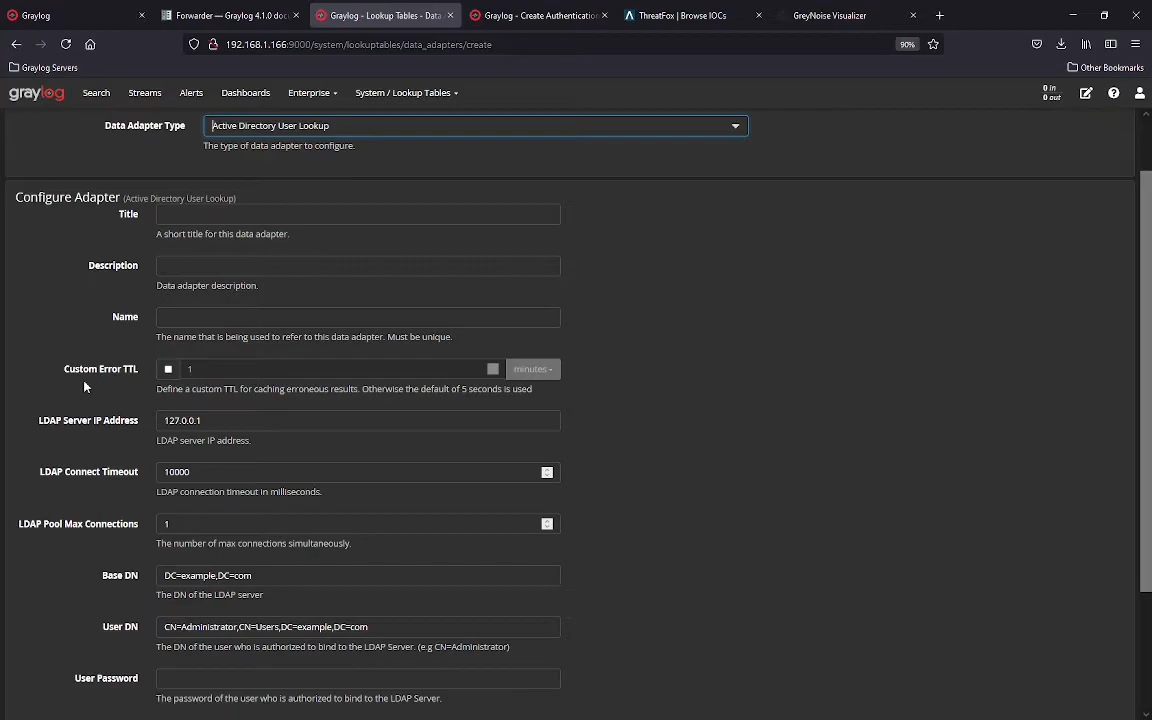 Graylog
Forwarder — Graylog 4.1.0 docu
Graylog - Lookup Tables - Data
Graylog - Create Authentication
ThreatFox | Browse IOCs
GreyNoise Visualizer
192.168.1.166:9000/system/lookuptables/data_adapters/create
90%
Graylog Servers
Other Bookmarks
graylog
Search
Streams
Alerts
Dashboards
Enterprise
System / Lookup Tables
0 in
0 out
Data Adapter Type
Active Directory User Lookup
The type of data adapter to configure.
Configure Adapter (Active Directory User Lookup)
Title
A short title for this data adapter.
Description
Data adapter description.
Name
The name that is being used to refer to this data adapter. Must be unique.
Custom Error TTL
1
minutes
Define a custom TTL for caching erroneous results. Otherwise the default of 5 seconds is used
LDAP Server IP Address
127.0.0.1
LDAP server IP address.
LDAP Connect Timeout
10000
LDAP connection timeout in milliseconds.
LDAP Pool Max Connections
1
The number of max connections simultaneously.
Base DN
DC=example,DC=com
The DN of the LDAP server
User DN
CN=Administrator,CN=Users,DC=example,DC=com
The DN of the user who is authorized to bind to the LDAP Server. (e.g CN=Administrator)
User Password
The password of the user who is authorized to bind to the LDAP Server.